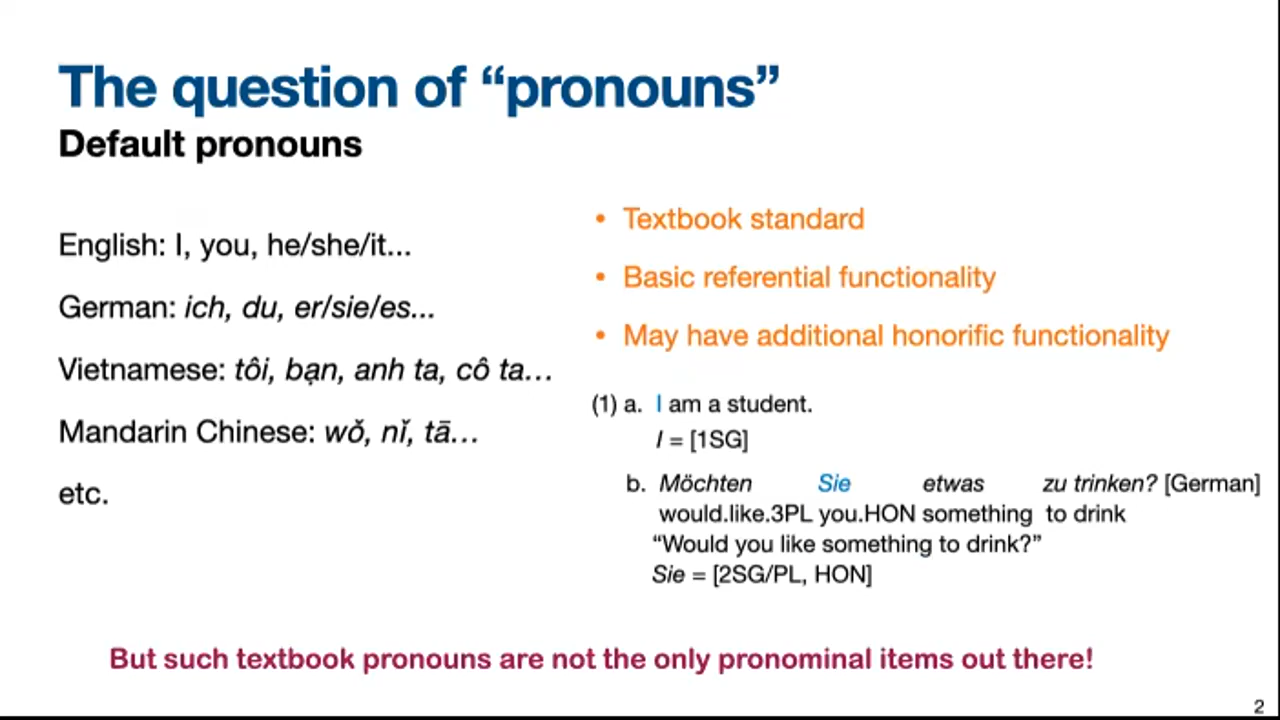 The question of “pronouns”
Default pronouns
English: I, you, he/she/it...
German: ich, du, er/sie/es...
Vietnamese: tôi, bạn, anh ta, cô ta…
Mandarin Chinese: wǒ, nǐ, tā…
etc.
• Textbook standard
• Basic referential functionality
• May have additional honorific functionality
(1) a. I am a student.
I = [1SG]
b. Möchten Sie etwas zu trinken? [German]
would.like.3PL you.HON something to drink
“Would you like something to drink?”
Sie = [2SG/PL, HON]
But such textbook pronouns are not the only pronominal items out there!
2